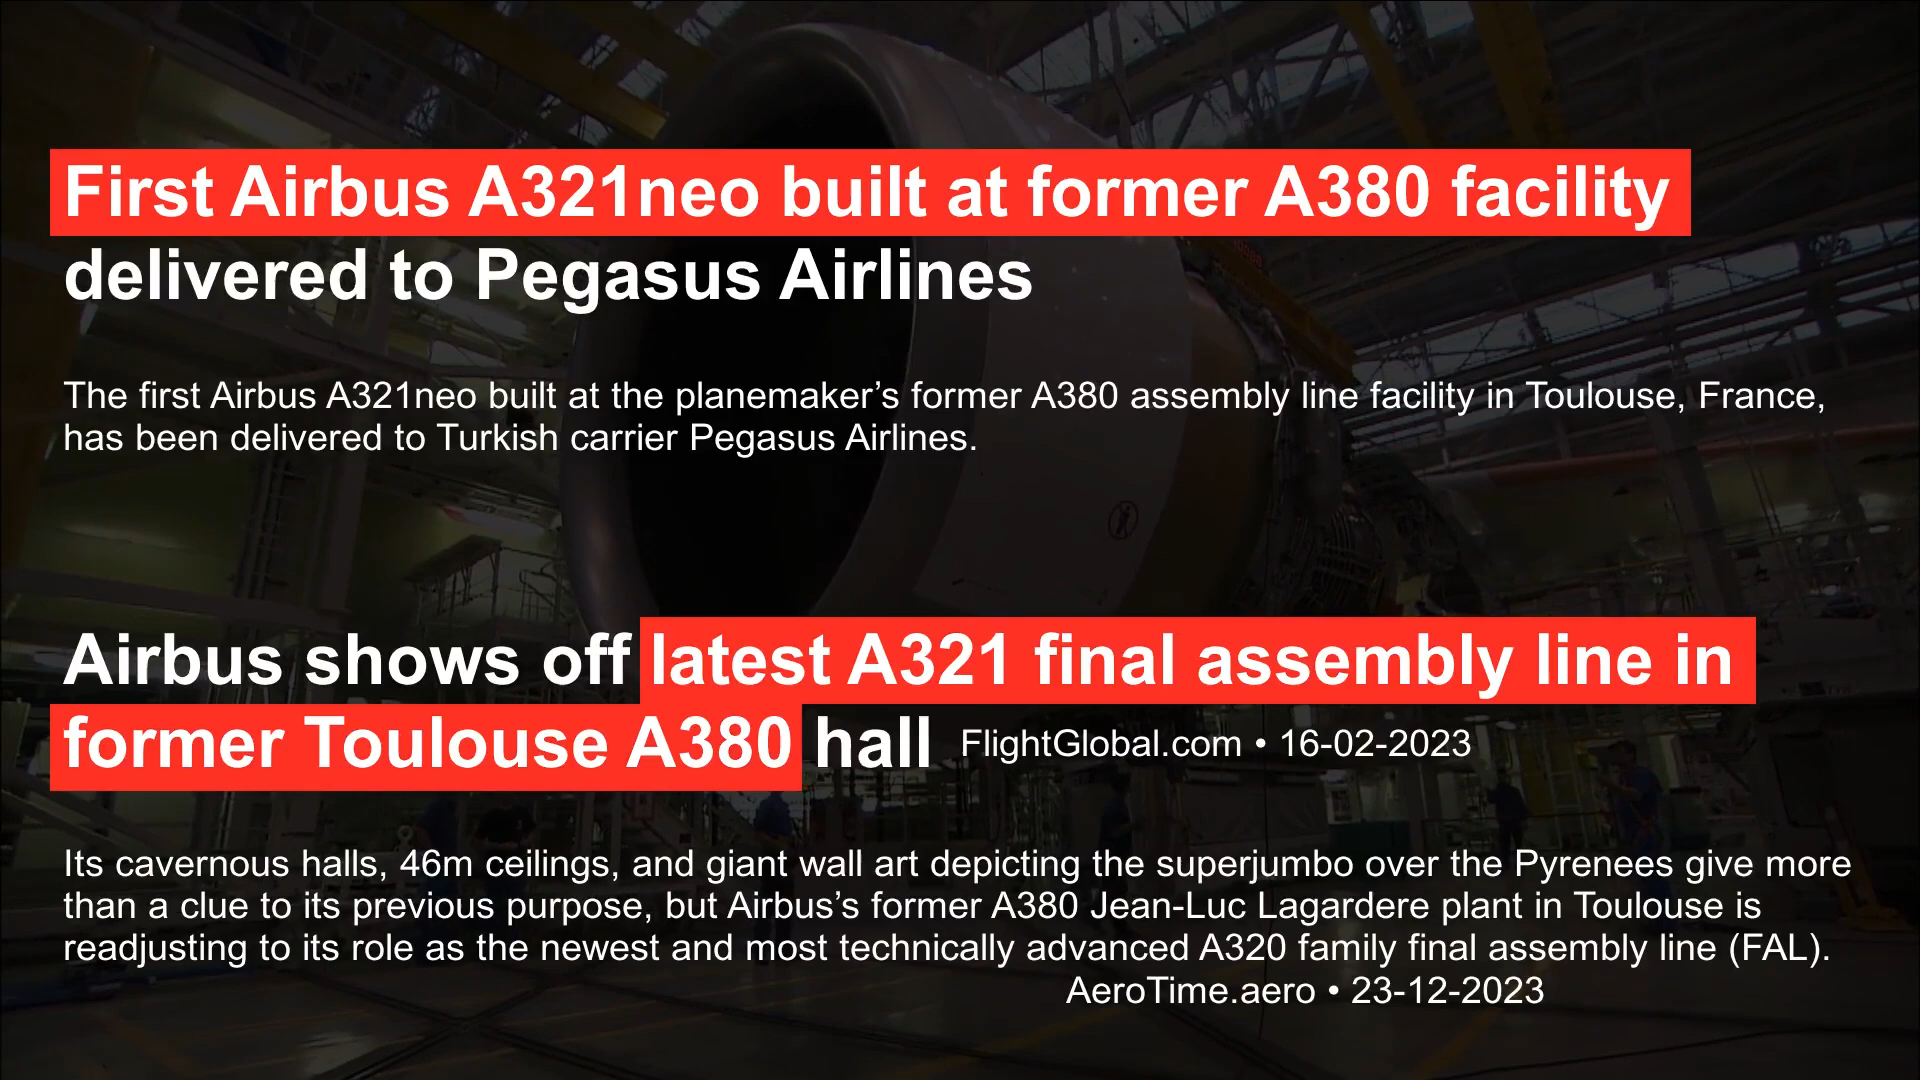 First Airbus A321neo built at former A380 facility
delivered to Pegasus Airlines
The first Airbus A321neo built at the planemaker’s former A380 assembly line facility in Toulouse, France,
has been delivered to Turkish carrier Pegasus Airlines.
Airbus shows off latest A321 final assembly line in
former Toulouse A380 hall FlightGlobal.com • 16-02-2023
Its cavernous halls, 46m ceilings, and giant wall art depicting the superjumbo over the Pyrenees give more
than a clue to its previous purpose, but Airbus’s former A380 Jean-Luc Lagardere plant in Toulouse is
readjusting to its role as the newest and most technically advanced A320 family final assembly line (FAL).
AeroTime.aero • 23-12-2023